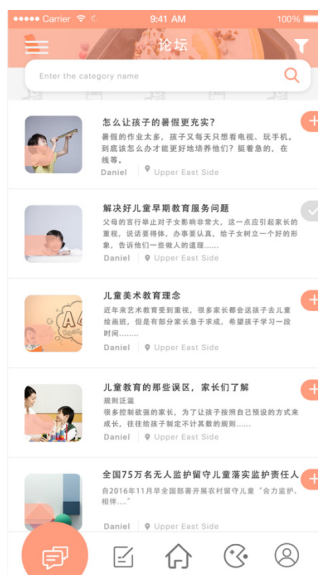 Carrier
9:41 AM
100%
论坛
Enter the category name
怎么让孩子的暑假更充实?
暑假的作业太多，孩子又每天只想看电视、玩手机，
到底该怎么办才能更好地培养他们？挺着急的，在
线等。
Daniel
Upper East Side
解决好儿童早期教育服务问题
父母的言行举止对子女影响非常大，这一点应引起家长的
重视，说话要得体，办事要认真，给子女树立一个好的形
象，告诉他们一些做人的道理......
Daniel
Upper East Side
儿童美术教育理念
近年来艺术教育受到重视，很多家长都会送孩子去儿童
绘画班，但是有部分家长急于求成，希望孩子学习一段
时间........
Daniel
Upper East Side
儿童教育的那些误区，家长们了解
规则泛滥
很多控制欲强的家长，为了让孩子按照自己预设的方式来
成长，往往给孩子制定不计其数的规则......
Daniel
Upper East Side
全国75万名无人监护留守儿童落实监护责任人
自2016年11月早全国部署开展农村留守儿童“合力监护、
相伴...."
Daniel
Upper East Side